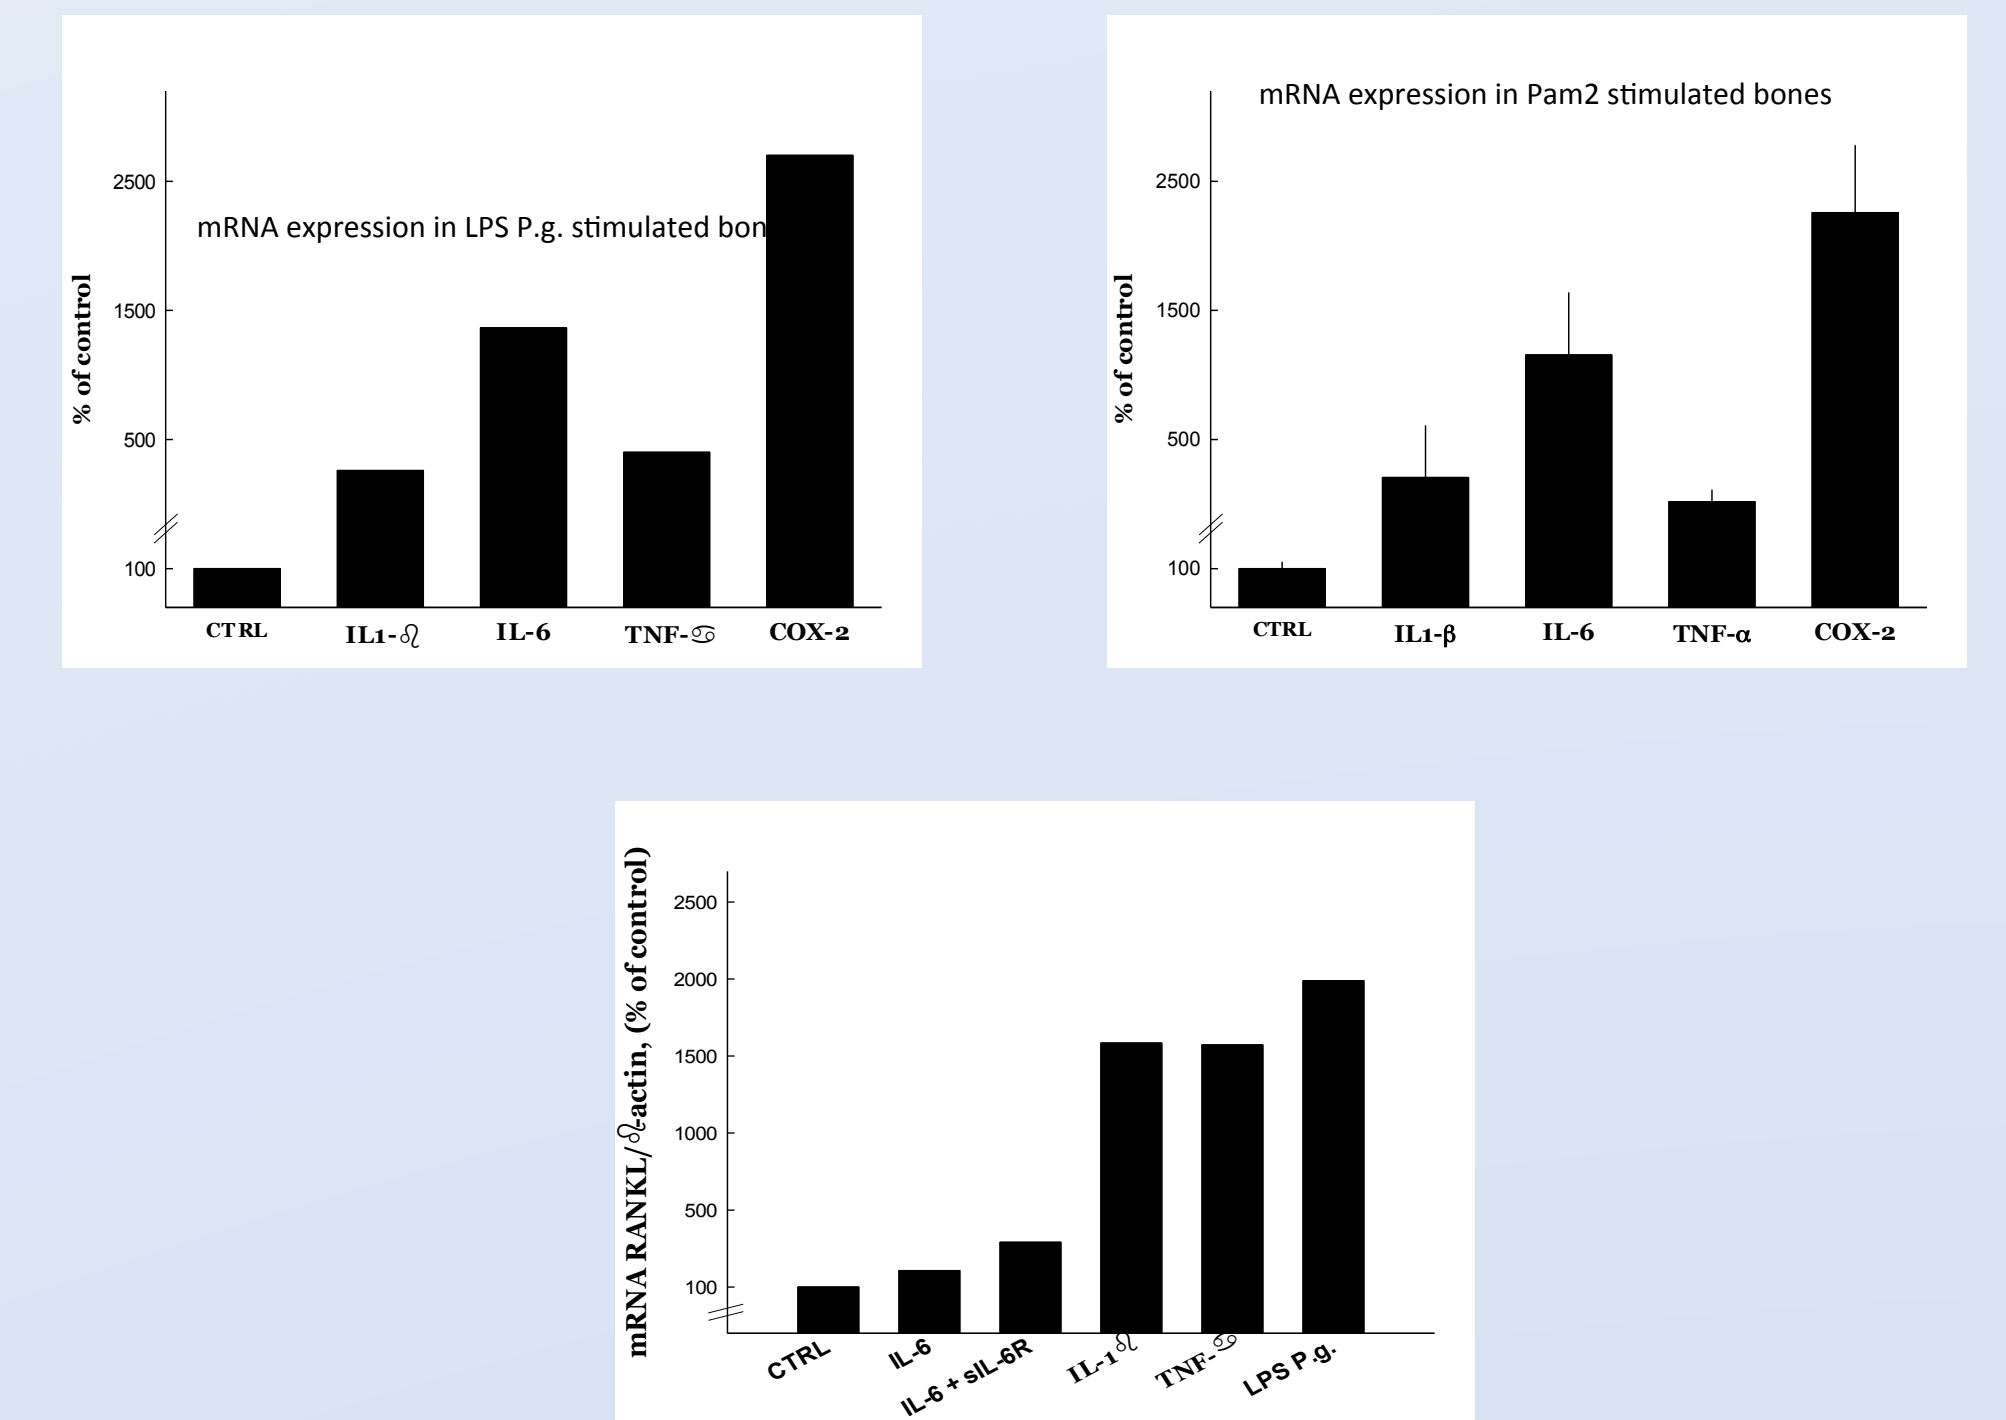 mRNA expression in LPS P.g. stimulated bon
% of control
2500
1500
500
100
CTRL
IL1-♌
IL-6
TNF-♋
COX-2
mRNA expression in Pam2 stimulated bones
% of control
2500
1500
500
100
CTRL
IL1-β
IL-6
TNF-α
COX-2
mRNA RANKL/♌-actin, (% of control)
2500
2000
1500
1000
500
100
CTRL
IL-6
IL-6 + sIL-6R
IL-1♌
TNF-♋
LPS P.g.